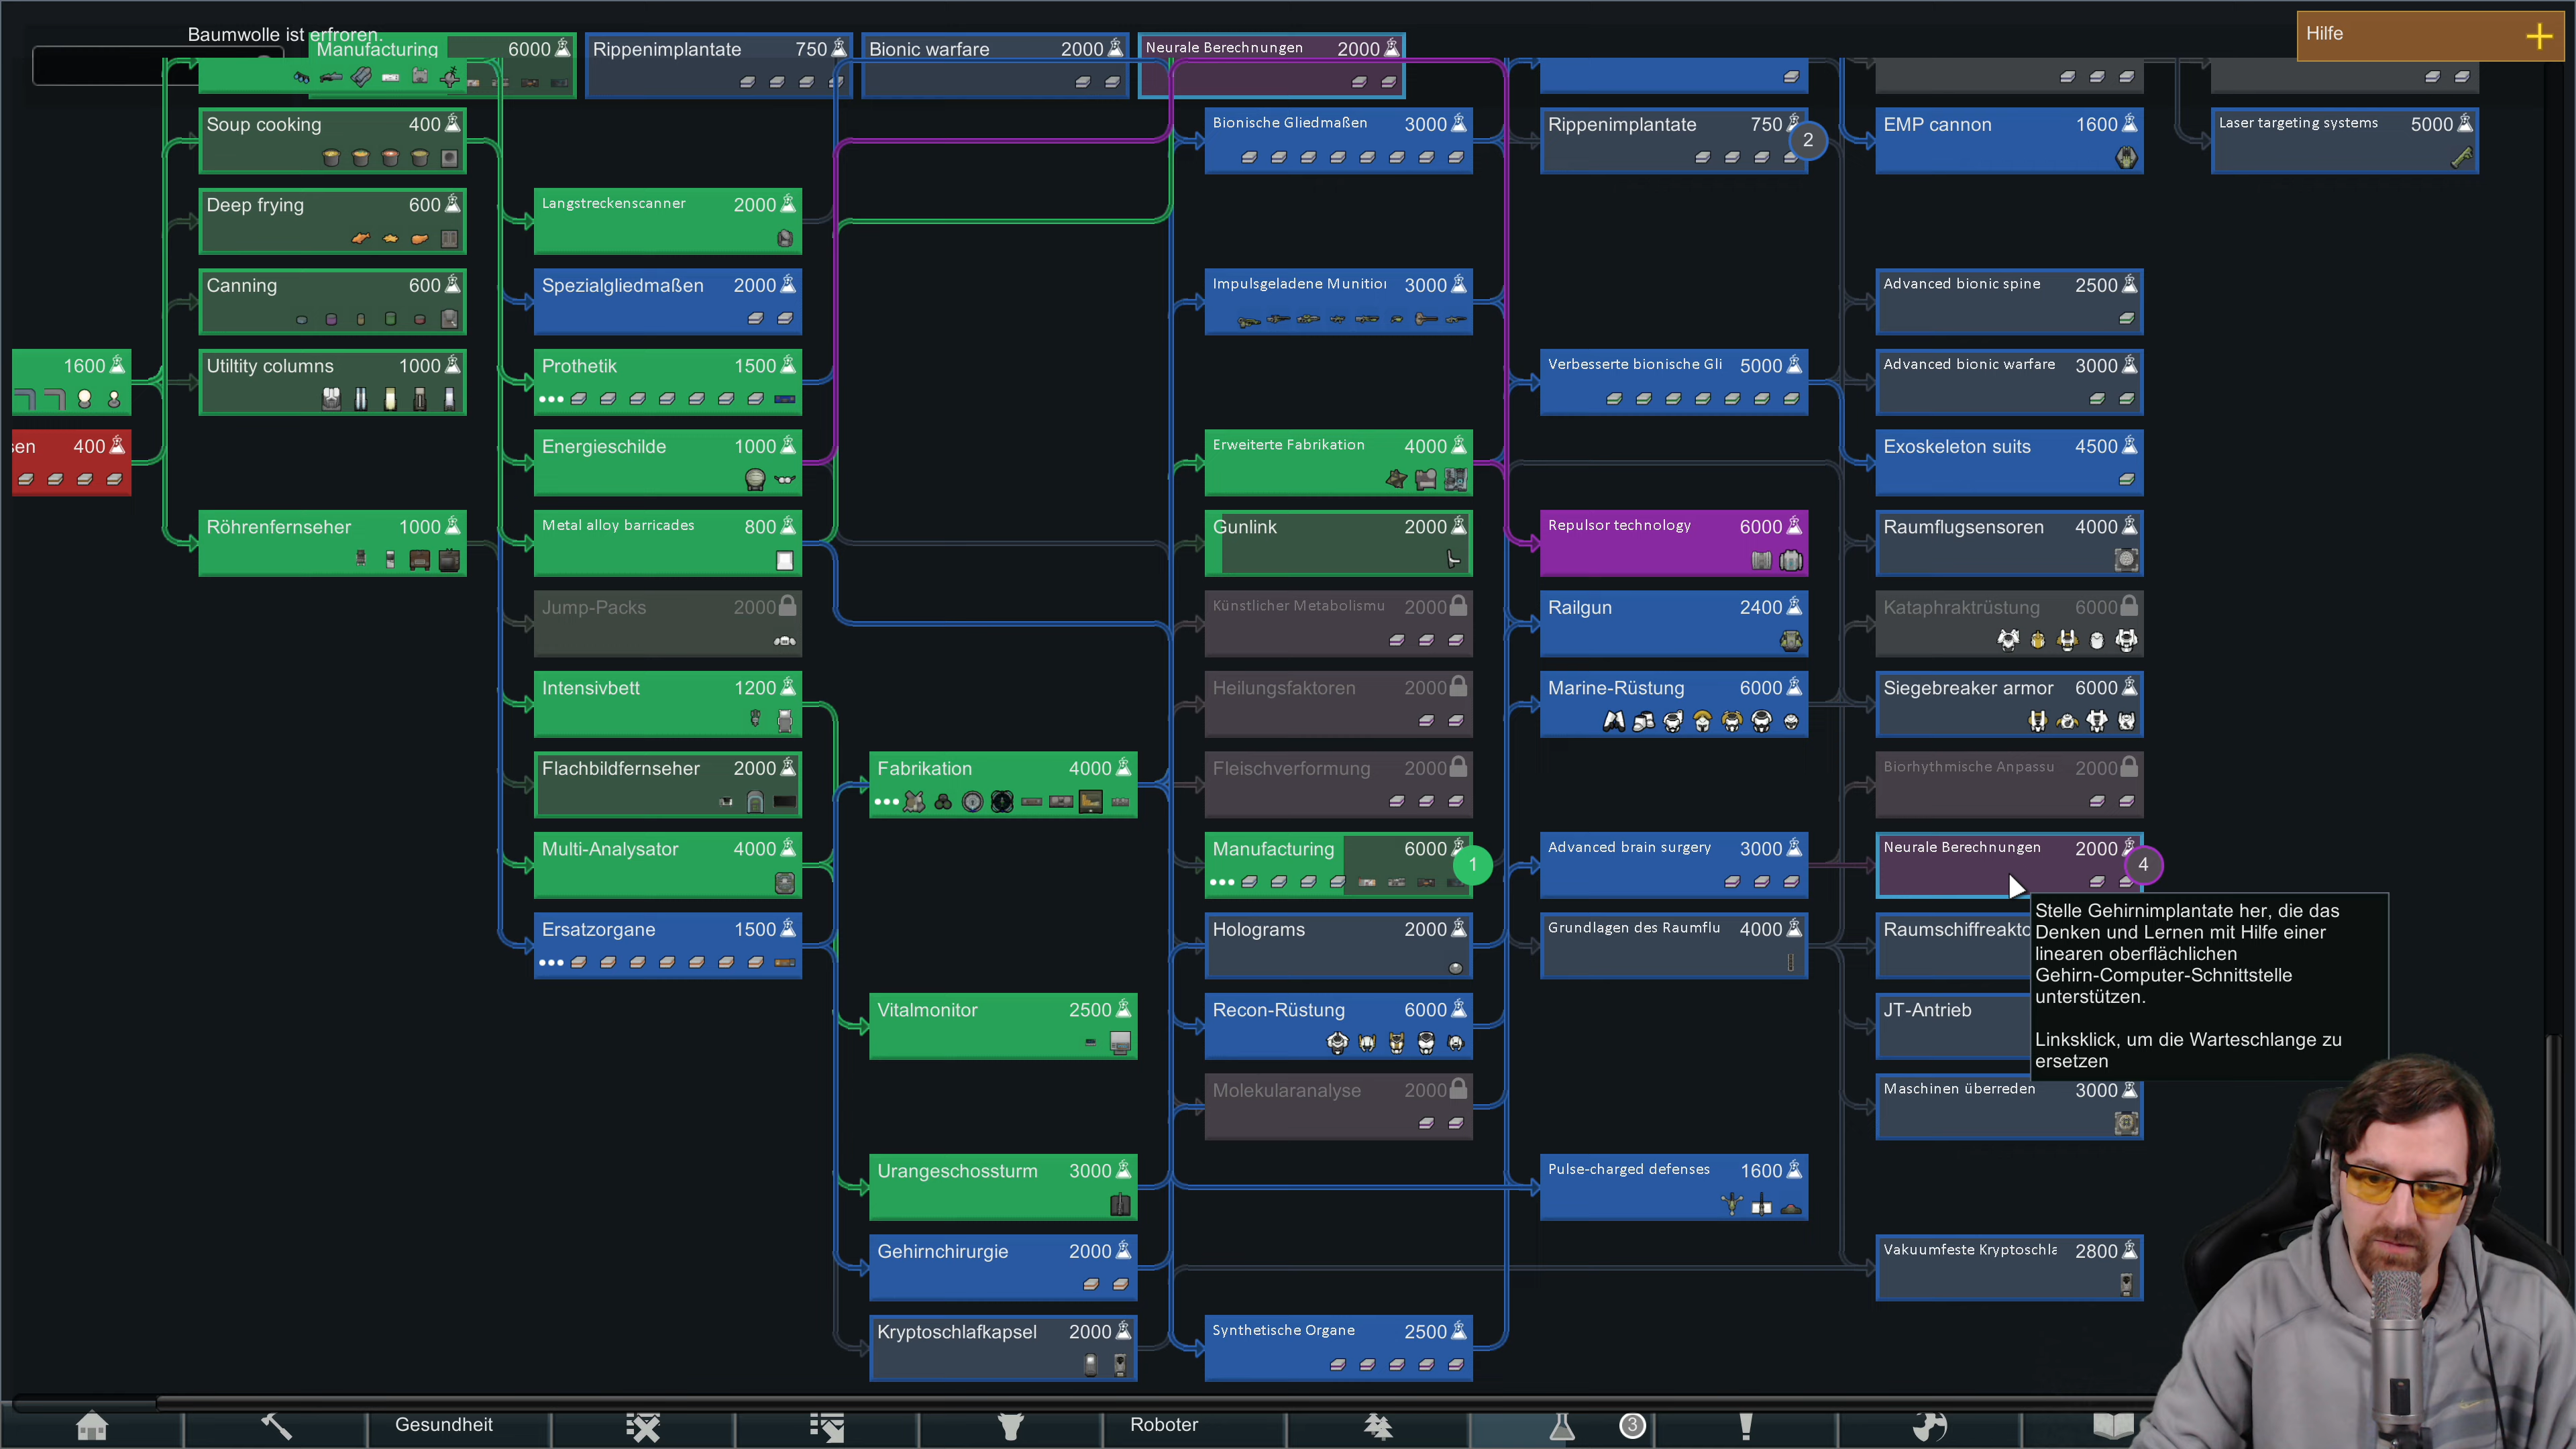 Baumwolle ist erfroren.
Hilfe
Manufacturing 6000
Rippenimplantate 750
Bionic warfare 2000
Neurale Berechnungen 2000
Soup cooking 400
Deep frying 600
Canning 600
1600
Utiltity columns 1000
sen 400
Röhrenfernseher 1000
Langstreckenscanner 2000
Spezialgliedmaßen 2000
Prothetik 1500
Energieschilde 1000
Metal alloy barricades 800
Jump-Packs 2000
Intensivbett 1200
Flachbildfernseher 2000
Multi-Analysator 4000
Ersatzorgane 1500
Fabrikation 4000
Vitalmonitor 2500
Urangeschossturm 3000
Gehirnchirurgie 2000
Kryptoschlafkapsel 2000
Bionische Gliedmaßen 3000
Impulsgeladene Munition 3000
Erweiterte Fabrikation 4000
Gunlink 2000
Künstlicher Metabolismu 2000
Heilungsfaktoren 2000
Fleischverformung 2000
Manufacturing 6000
1
Holograms 2000
Recon-Rüstung 6000
Molekularanalyse 2000
Synthetische Organe 2500
Rippenimplantate 750
2
Verbesserte bionische Gli 5000
Repulsor technology 6000
Railgun 2400
Marine-Rüstung 6000
Advanced brain surgery 3000
Grundlagen des Raumflu 4000
Pulse-charged defenses 1600
EMP cannon 1600
Advanced bionic spine 2500
Advanced bionic warfare 3000
Exoskeleton suits 4500
Raumflugsensoren 4000
Kataphraktrüstung 6000
Siegebreaker armor 6000
Biorhythmische Anpassu 2000
Neurale Berechnungen 2000
4
Raumschiffreakto
JT-Antrieb
Maschinen überreden 3000
Vakuumfeste Kryptoschla 2800
Laser targeting systems 5000
Stelle Gehirnimplantate her, die das
Denken und Lernen mit Hilfe einer
linearen oberflächlichen
Gehirn-Computer-Schnittstelle
unterstützen.
Linksklick, um die Warteschlange zu
ersetzen
Gesundheit
Roboter
3